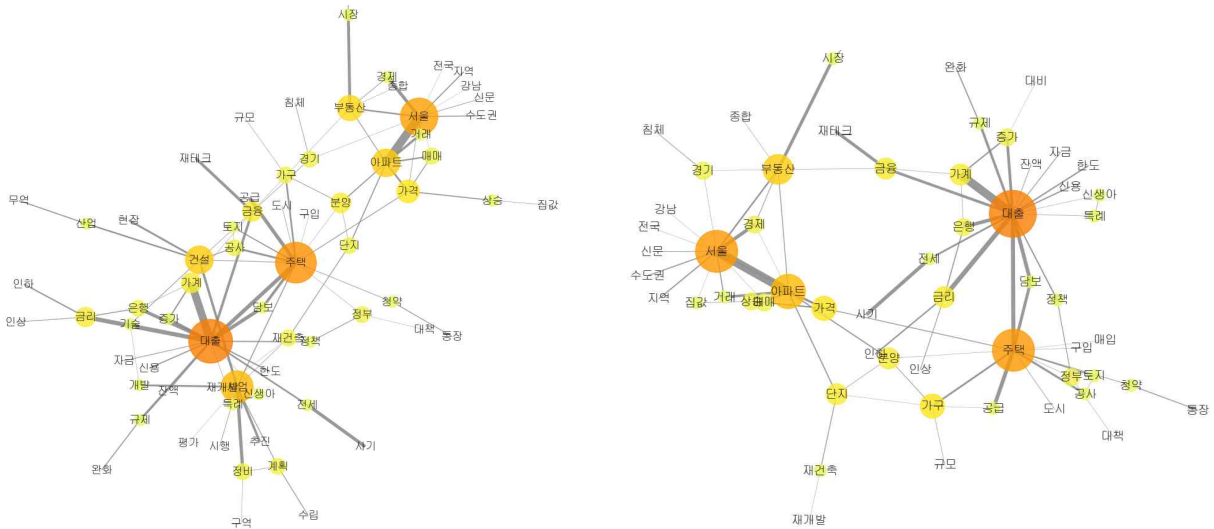 시장
경제
종합
전국
지역
강남
신문
수도권
부동산
서울
거래
침체
규모
재테크
경기
아파트
매매
가구
가격
공급
금융
도시
구입
분양
상승
집값
무역
산업
현장
토지
공사
단지
건설
주택
가계
인하
은행
기술
증가
담보
청약
정부
인상
금리
대출
재건축
정책
대책
통장
자금
신용
한도
개발
잔액
재개발
사업
신생아
특례
전세
규제
평가
시행
추진
사기
완화
정비
계획
구역
수립
시장
완화
대비
종합
재테크
규제
증가
침체
자금
잔액
한도
경기
부동산
금융
가계
신용
신생아
강남
대출
특례
전국
경제
은행
신문
서울
전세
수도권
아파트
담보
지역
집값
거래
상승
매매
가격
사기
금리
정책
인하
분양
인상
주택
매입
구입
정부
토지
공사
청약
단지
가구
공급
도시
통장
대책
재건축
규모
재개발